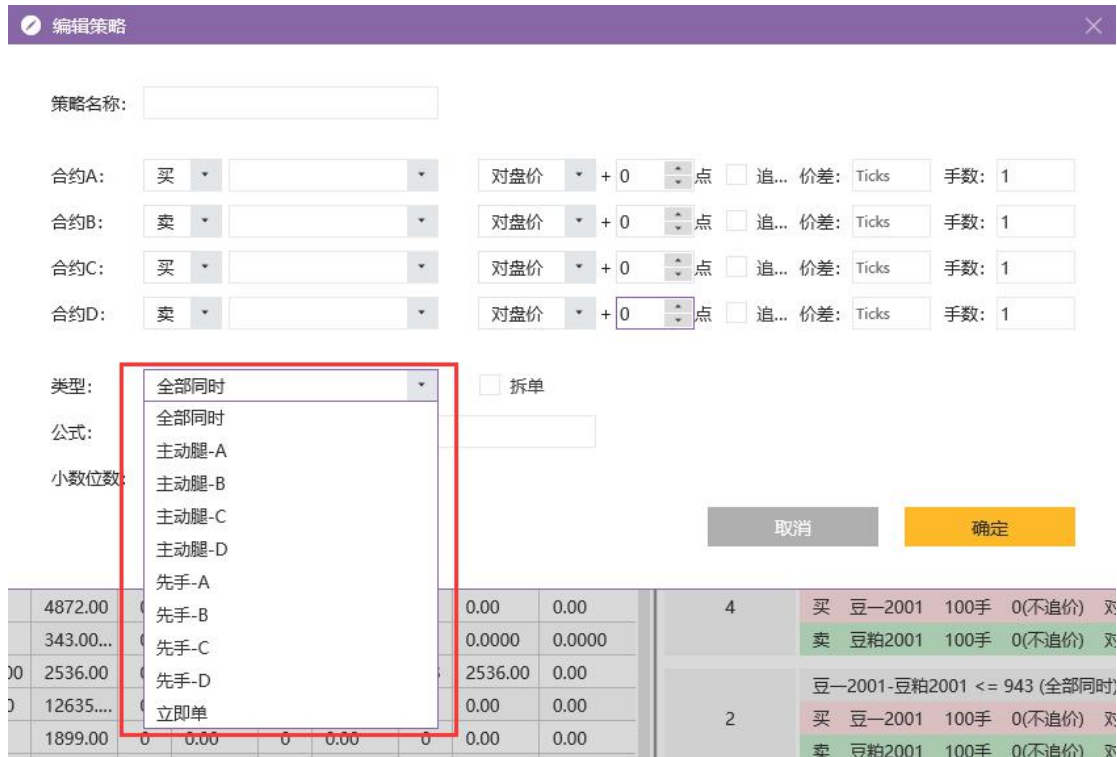 编辑策略
策略名称:
合约A: 买 对盘价 + 0 点 追... 价差: Ticks 手数: 1
合约B: 卖 对盘价 + 0 点 追... 价差: Ticks 手数: 1
合约C: 买 对盘价 + 0 点 追... 价差: Ticks 手数: 1
合约D: 卖 对盘价 + 0 点 追... 价差: Ticks 手数: 1
类型: 全部同时 拆单
全部同时
公式:
主动腿-A
小数位数:
主动腿-B
主动腿-C
主动腿-D
先手-A
先手-B
先手-C
先手-D
立即单
取消 确定
4872.00 0.00 0.00
343.00... 0.0000 0.0000
2536.00 2536.00 0.00
12635.... 0.00 0.00
1899.00 0 0.00 0 0.00 0 0.00 0.00
4 买 豆一2001 100手 0(不追价)
卖 豆粕2001 100手 0(不追价)
豆一2001-豆粕2001 <= 943 (全部同时)
2 买 豆一2001 100手 0(不追价)
卖 豆粕2001 100手 0(不追价)